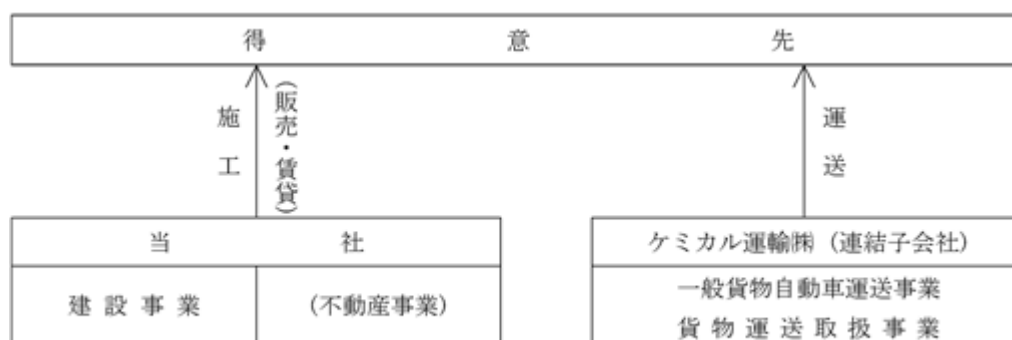 得意先
施工
(販売・賃貸)
運送
当社
ケミカル運輸㈱（連結子会社）
建設事業
(不動産事業)
一般貨物自動車運送事業
貨物運送取扱事業